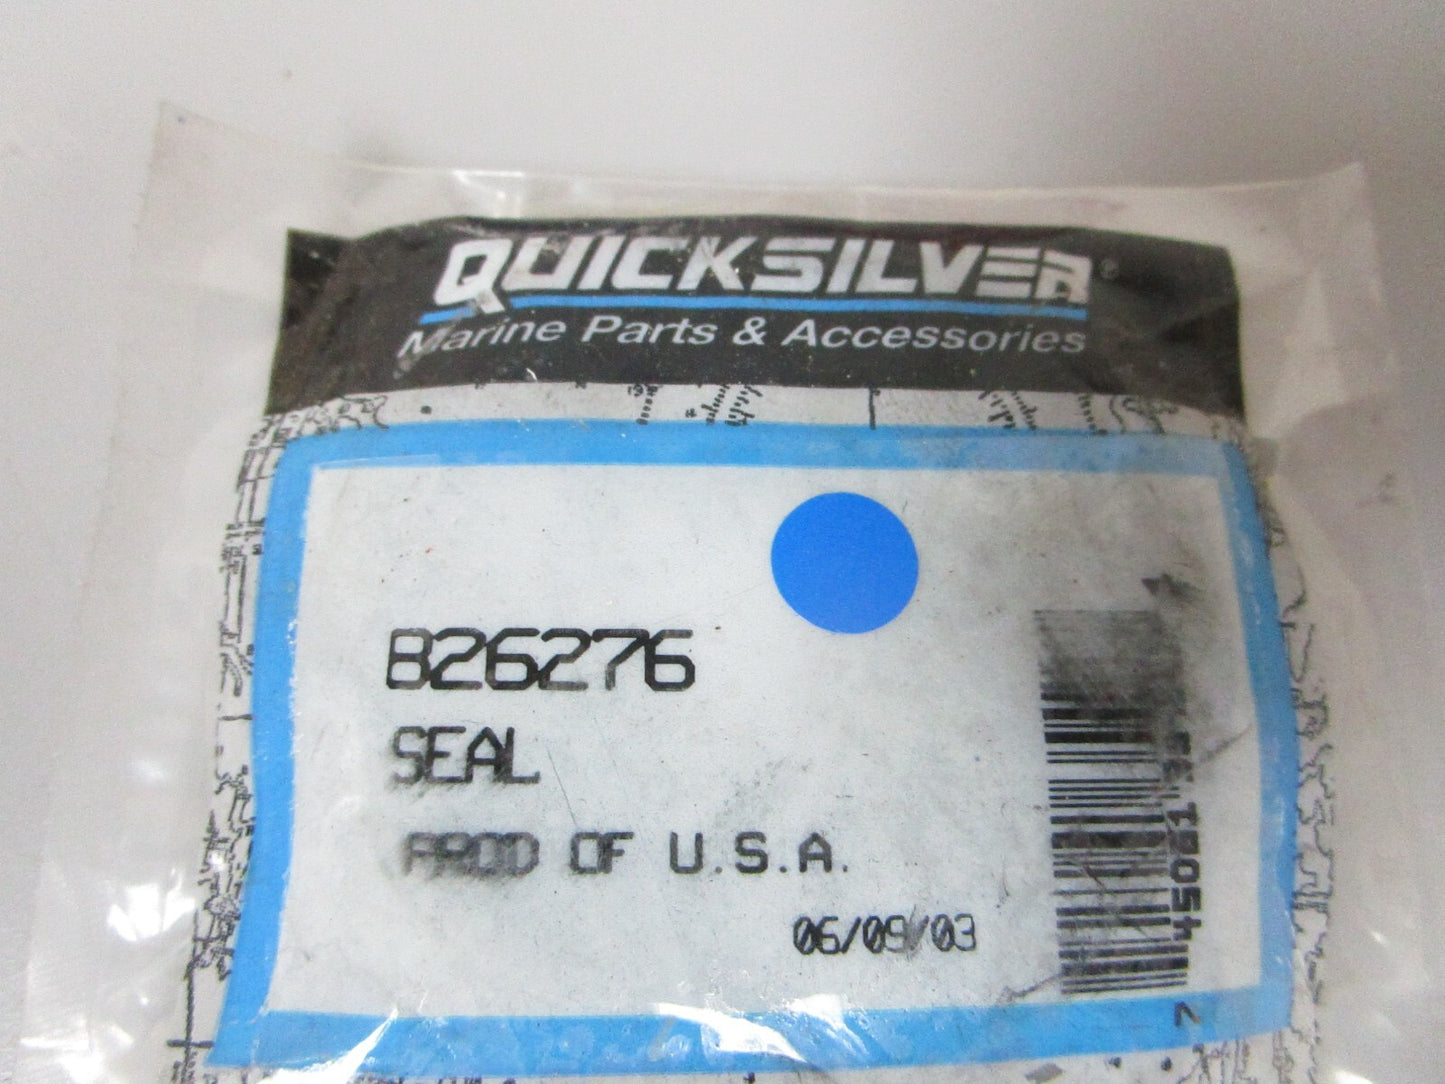 QUICKSILVER®
Marine Parts & Accessories
826276
SEAL
PROD OF U.S.A.
06/09/03